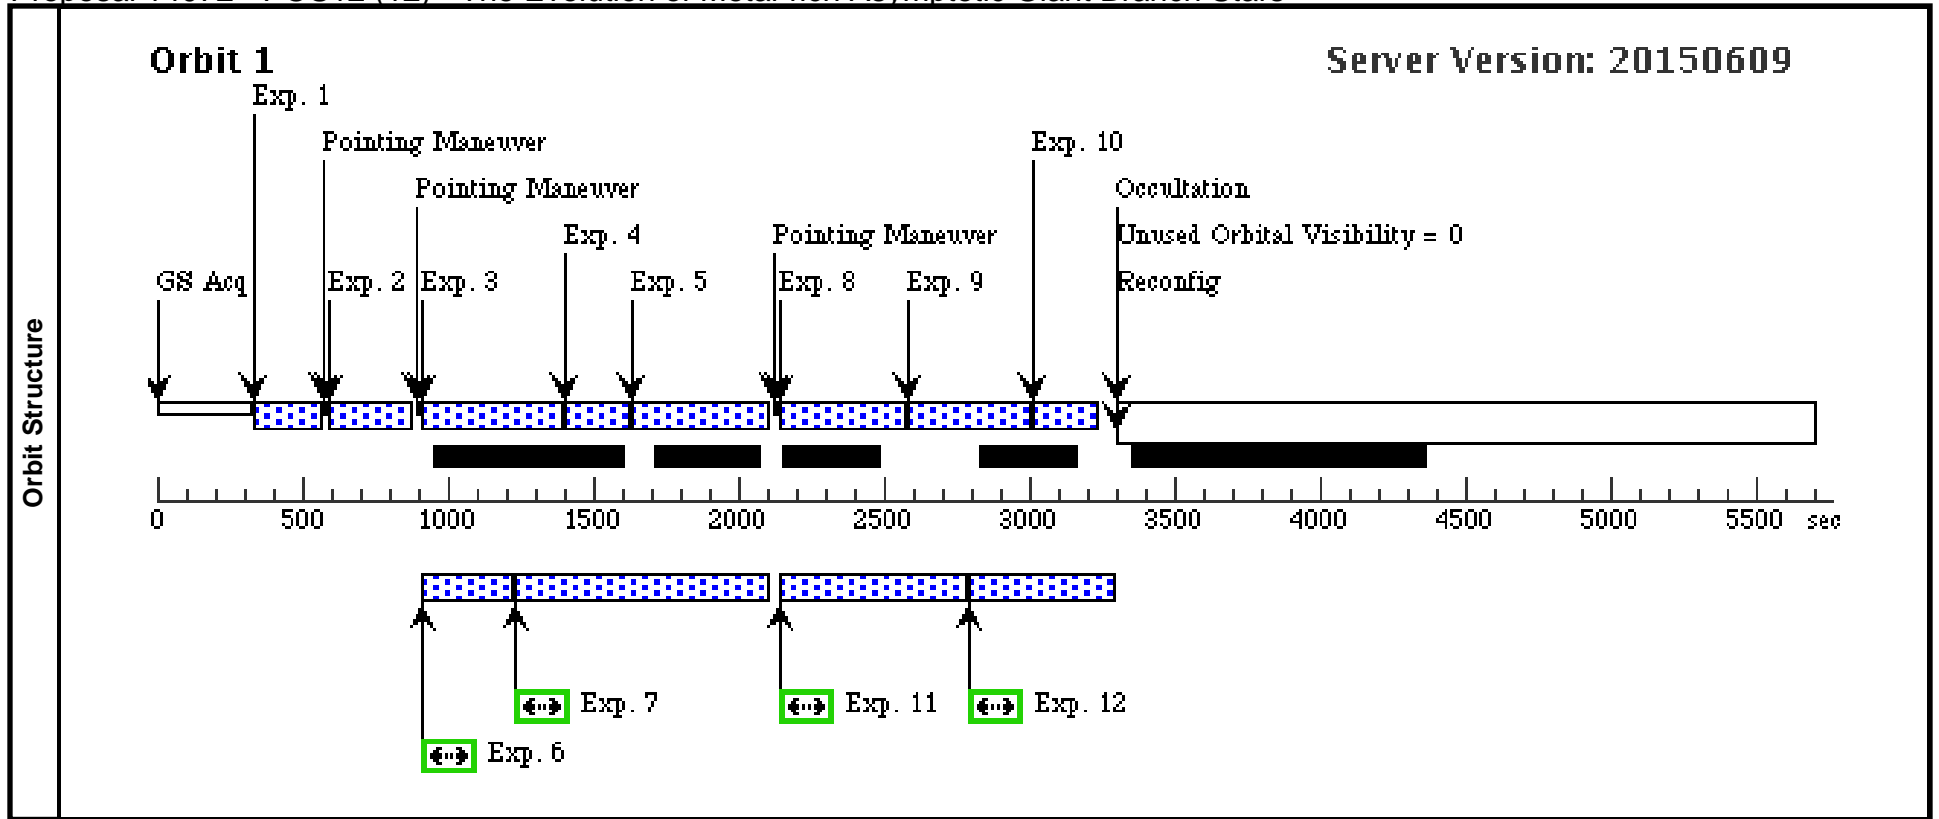 Orbit 1
Server Version: 20150609
Exp. 1
Pointing Maneuver
Exp. 10
Pointing Maneuver
Occultation
Exp. 4
Pointing Maneuver
Unused Orbital Visibility = 0
GS Acq
Exp. 2
Exp. 3
Exp. 5
Exp. 8
Exp. 9
Reconfig
Orbit Structure
0 500 1000 1500 2000 2500 3000 3500 4000 4500 5000 5500 sec
Exp. 7
Exp. 11
Exp. 12
Exp. 6